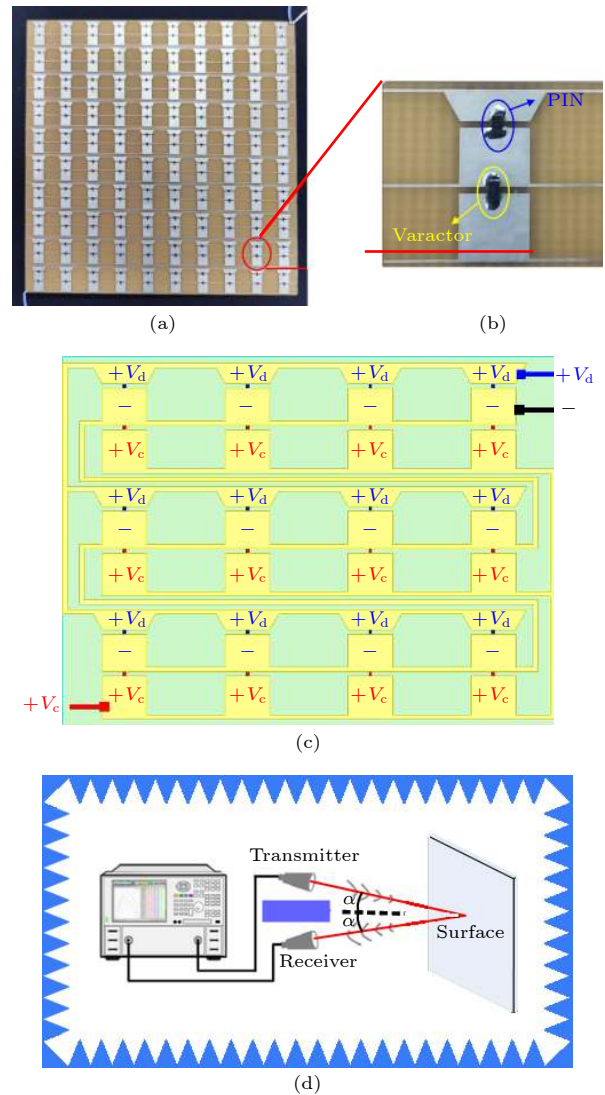 PIN
Varactor
(a) (b)
+Vd +Vd +Vd +Vd +Vd
− − − − −
+Vc +Vc +Vc +Vc
+Vd +Vd +Vd +Vd
− − − −
+Vc +Vc +Vc +Vc
+Vd +Vd +Vd +Vd
− − − −
+Vc +Vc +Vc +Vc +Vc
(c)
Transmitter
α
α
Surface
Receiver
(d)